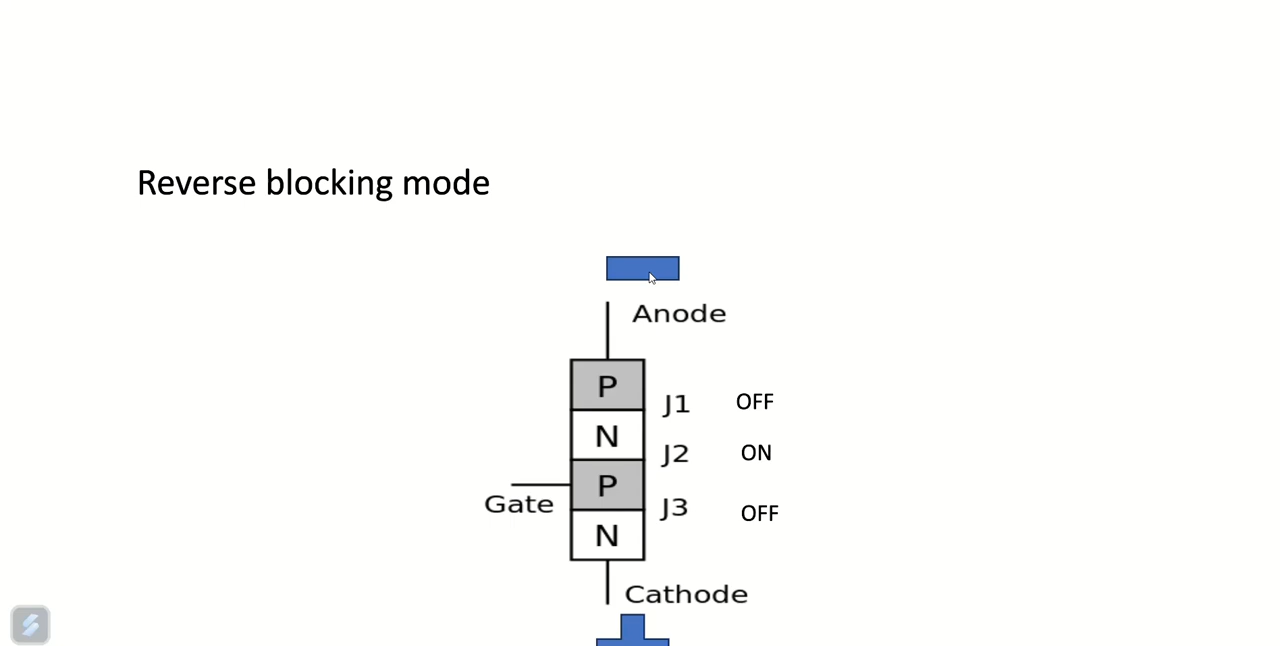 Reverse blocking mode
Anode
P
J1 OFF
N
J2 ON
P
Gate
J3 OFF
N
Cathode